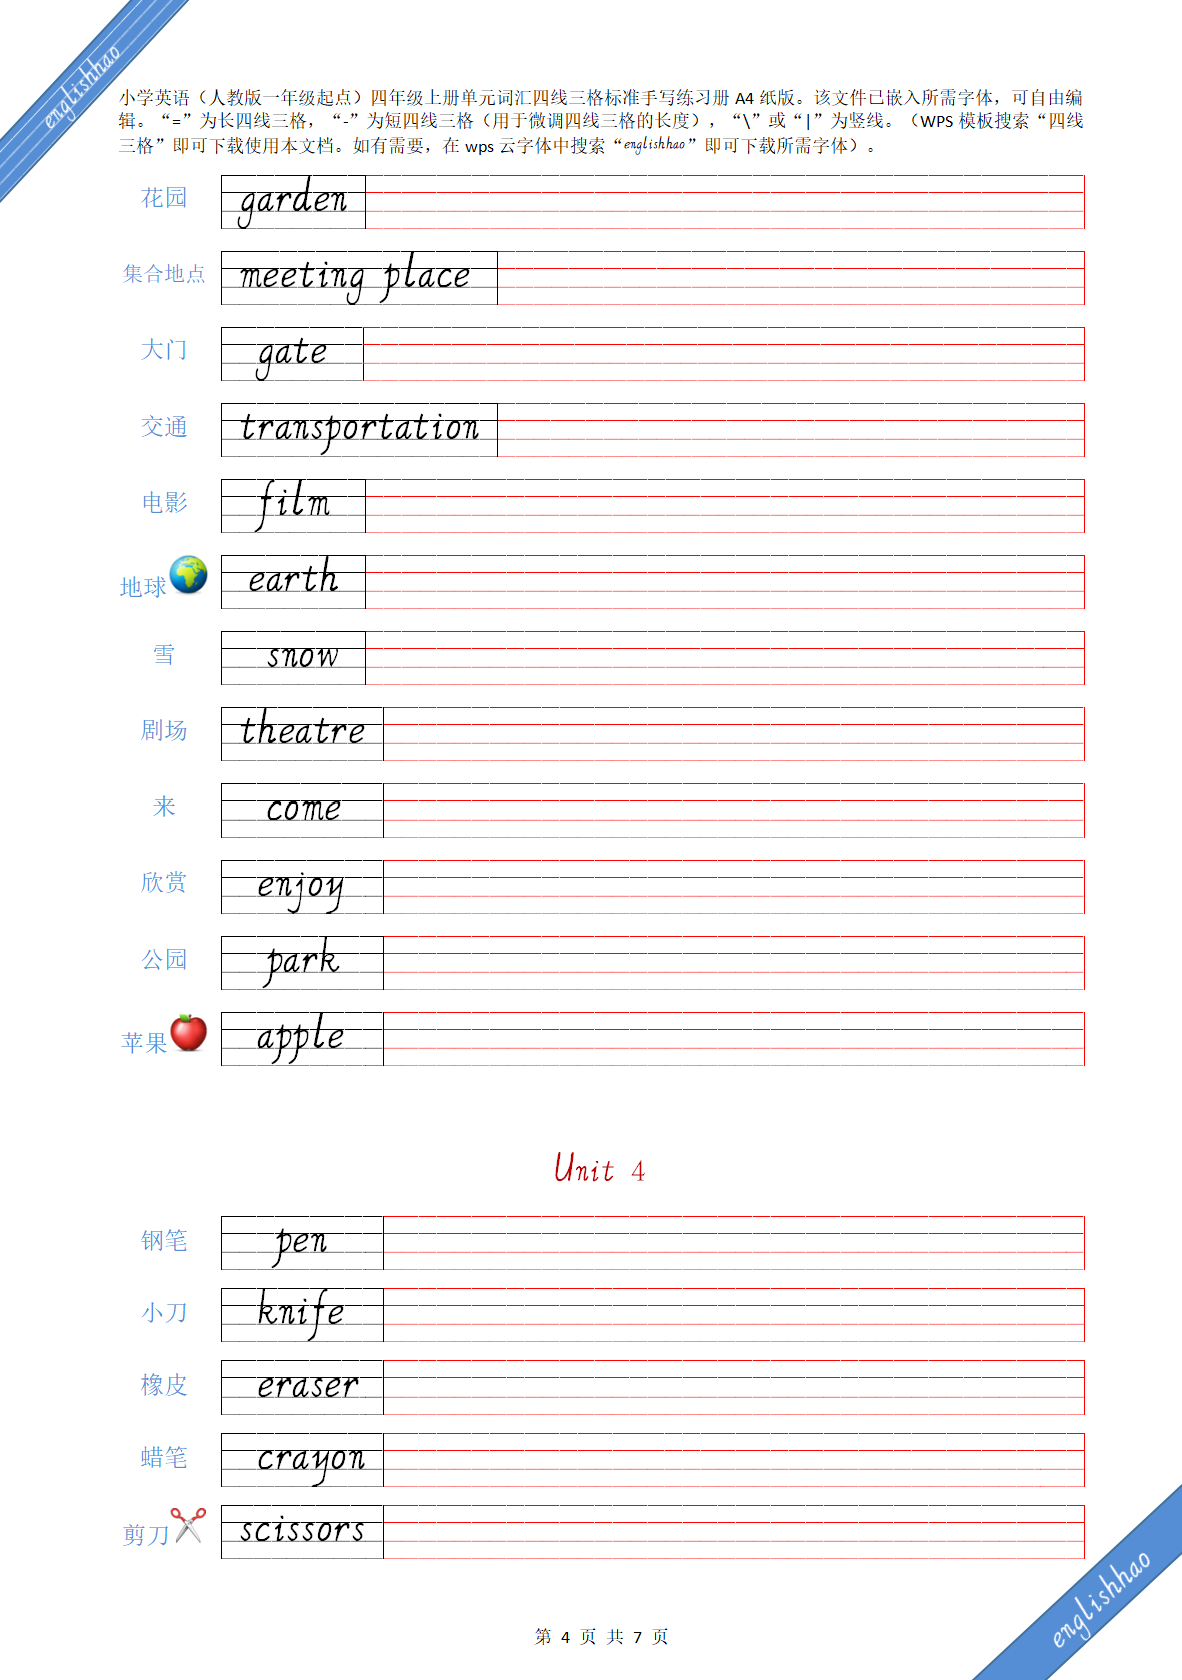 englishhao
小学英语（人教版一年级起点）四年级上册单元词汇四线三格标准手写练习册 A4 纸版。该文件已嵌入所需字体，可自由编
辑。“=”为长四线三格，“-”为短四线三格（用于微调四线三格的长度），“\”或“|”为竖线。（WPS 模板搜索“四线
三格”即可下载使用本文档。如有需要，在 wps 云字体中搜索“englishhao”即可下载所需字体）。
花园 garden
集合地点 meeting place
大门 gate
交通 transportation
电影 film
地球 earth
雪 snow
剧场 theatre
来 come
欣赏 enjoy
公园 park
苹果 apple
Unit 4
钢笔 pen
小刀 knife
橡皮 eraser
蜡笔 crayon
剪刀 scissors
englishhao
第 4 页 共 7 页